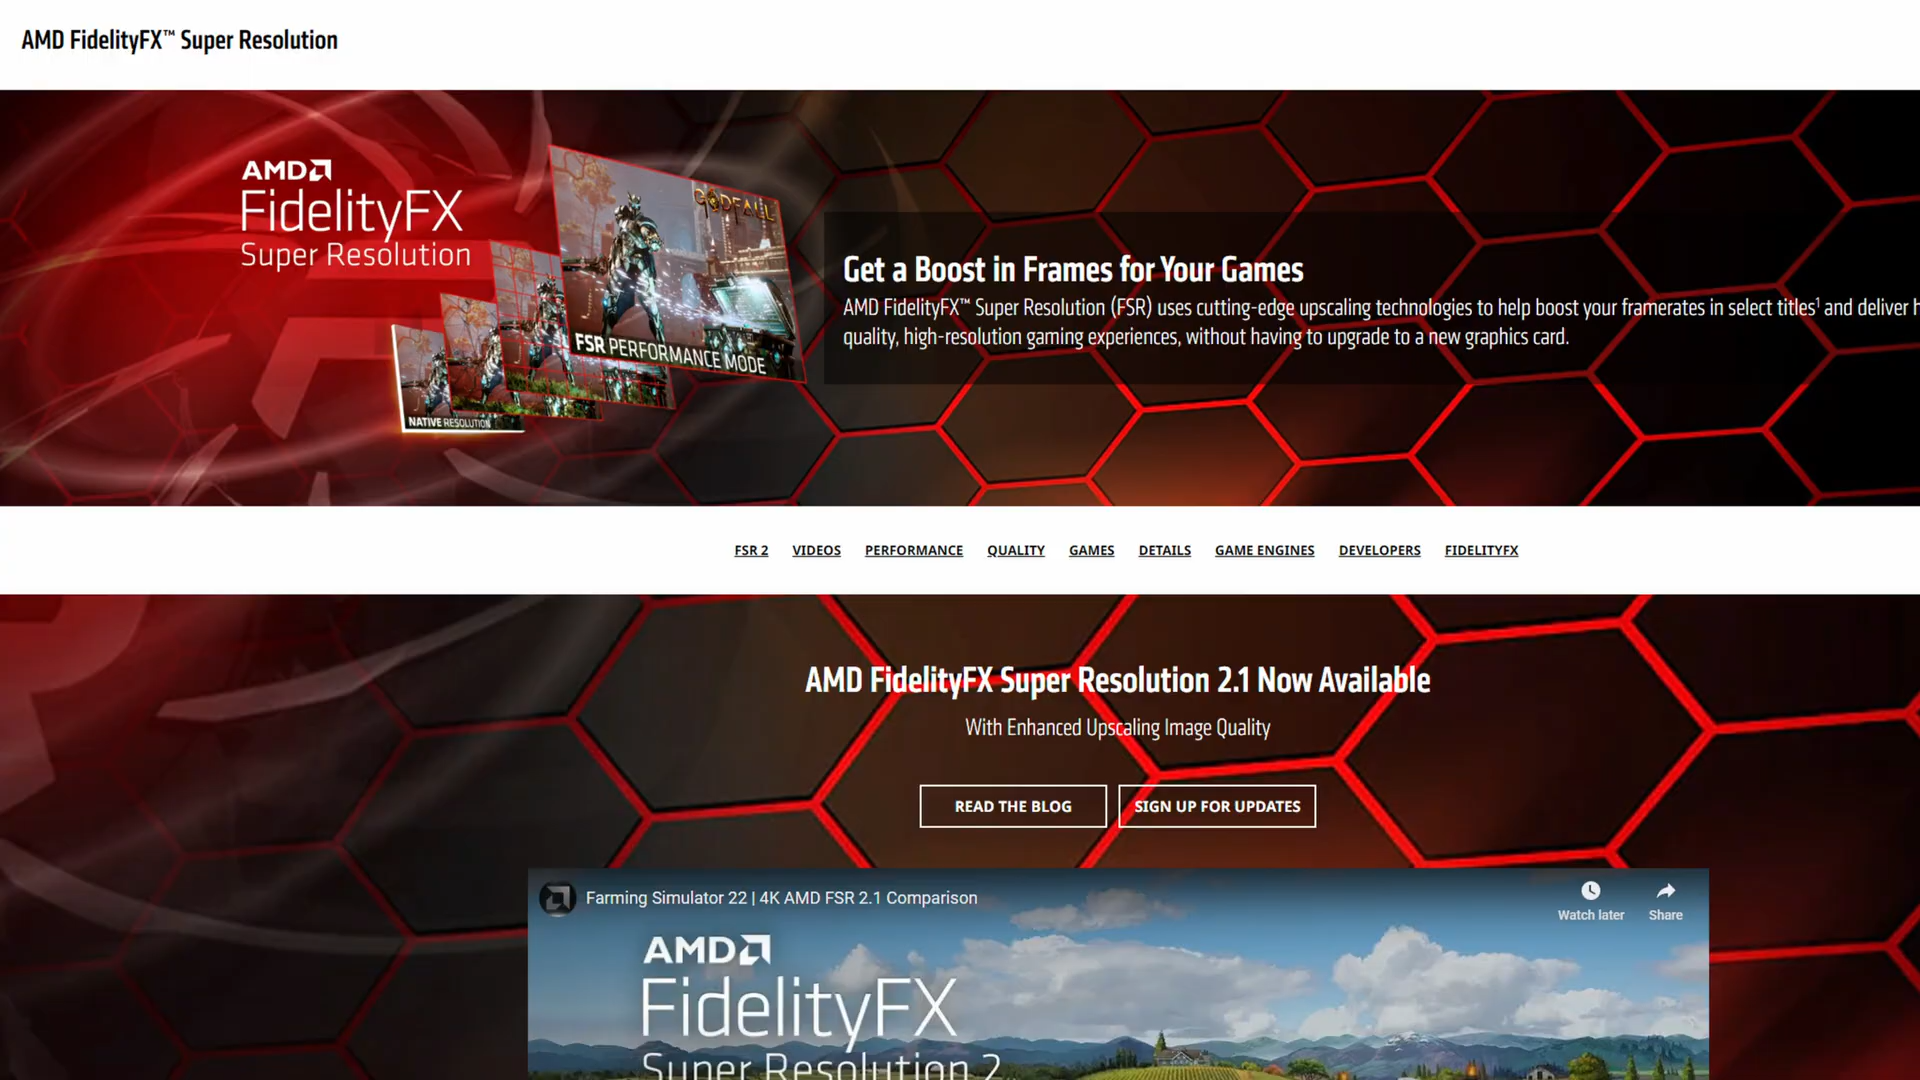 AMD FidelityFX™ Super Resolution
AMD
FidelityFX
Super Resolution
GODFALL
FSR PERFORMANCE MODE
NATIVE RESOLUTION
Get a Boost in Frames for Your Games
AMD FidelityFX™ Super Resolution (FSR) uses cutting-edge upscaling technologies to help boost your framerates in select titles¹ and deliver h
quality, high-resolution gaming experiences, without having to upgrade to a new graphics card.
FSR 2 VIDEOS PERFORMANCE QUALITY GAMES DETAILS GAME ENGINES DEVELOPERS FIDELITYFX
AMD FidelityFX Super Resolution 2.1 Now Available
With Enhanced Upscaling Image Quality
READ THE BLOG SIGN UP FOR UPDATES
Farming Simulator 22 | 4K AMD FSR 2.1 Comparison
Watch later Share
AMD
FidelityFX
Super Resolution 2